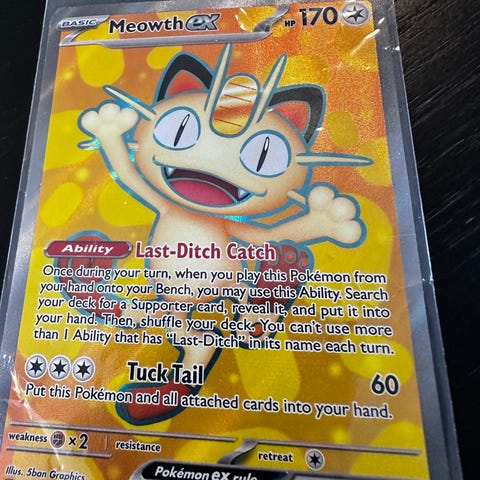 BASIC Meowth ex HP 170
Ability Last-Ditch Catch
Once during your turn, when you play this Pokémon from
your hand onto your Bench, you may use this Ability. Search
your deck for a Supporter card, reveal it, and put it into
your hand. Then, shuffle your deck. You can't use more
than 1 Ability that has "Last-Ditch" in its name each turn.
Tuck Tail 60
Put this Pokémon and all attached cards into your hand.
weakness ×2 resistance retreat
Illus. 5ban Graphics Pokémon ex rule